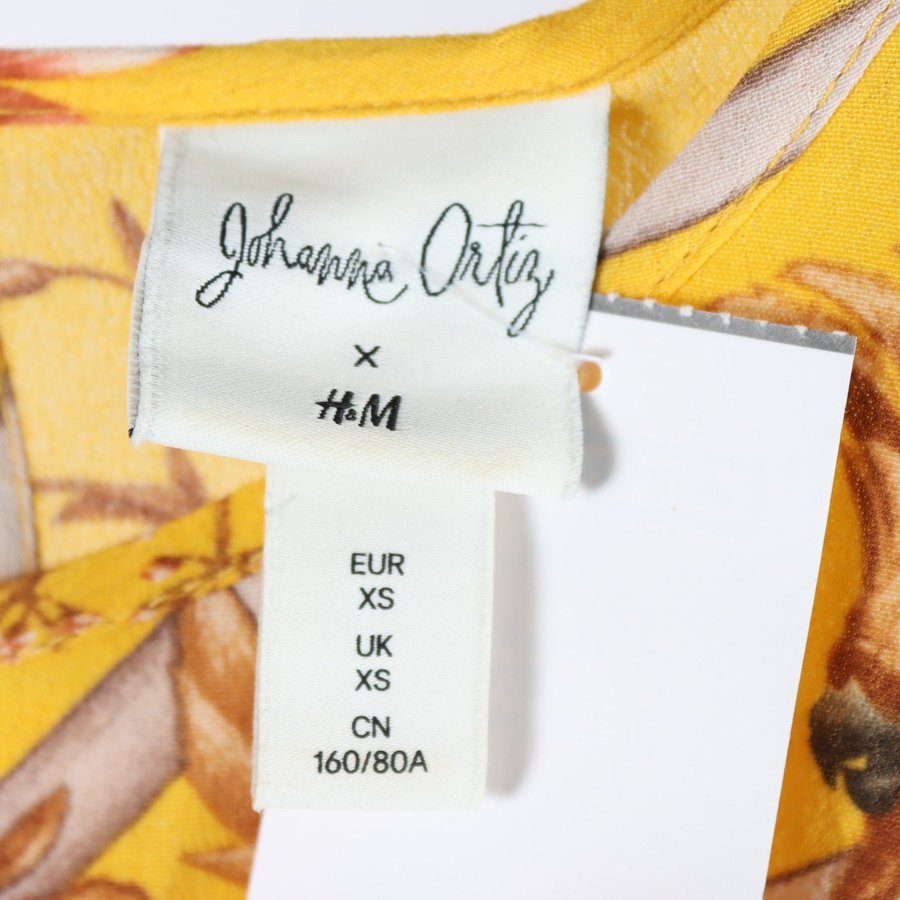 Johanna Ortiz
×
H&M
EUR
XS
UK
XS
CN
160/80A